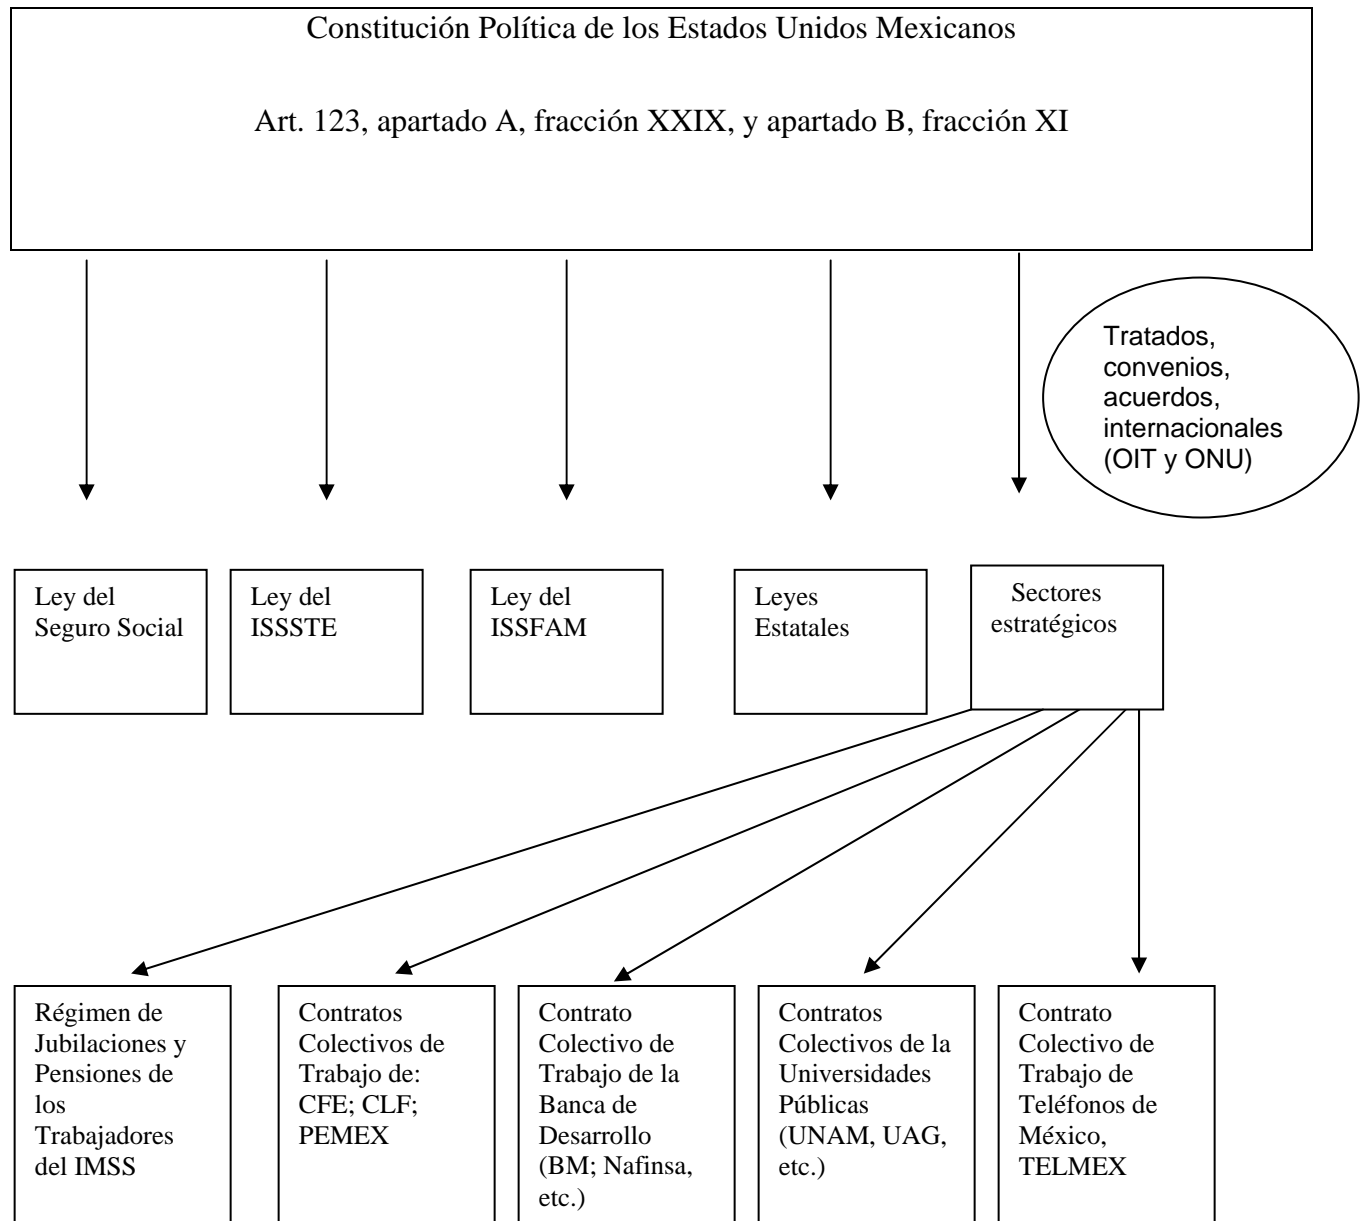 Constitución Política de los Estados Unidos Mexicanos
Art. 123, apartado A, fracción XXIX, y apartado B, fracción XI
Tratados,
convenios,
acuerdos,
internacionales
(OIT y ONU)
Ley del
Seguro Social
Ley del
ISSSTE
Ley del
ISSFAM
Leyes
Estatales
Sectores
estratégicos
Régimen de
Jubilaciones y
Pensiones de
los
Trabajadores
del IMSS
Contratos
Colectivos de
Trabajo de:
CFE; CLF;
PEMEX
Contrato
Colectivo de
Trabajo de la
Banca de
Desarrollo
(BM; Nafinsa,
etc.)
Contratos
Colectivos de la
Universidades
Públicas
(UNAM, UAG,
etc.)
Contrato
Colectivo de
Trabajo de
Teléfonos de
México,
TELMEX